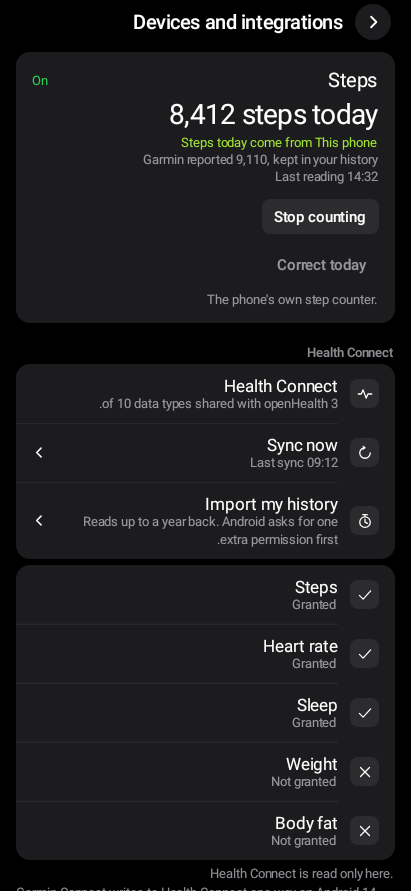 Devices and integrations
On
Steps
8,412 steps today
Steps today come from This phone
Garmin reported 9,110, kept in your history
Last reading 14:32
Stop counting
Correct today
The phone's own step counter.
Health Connect
Health Connect
.of 10 data types shared with openHealth 3
Sync now
Last sync 09:12
Import my history
Reads up to a year back. Android asks for one
.extra permission first
Steps
Granted
Heart rate
Granted
Sleep
Granted
Weight
Not granted
Body fat
Not granted
Health Connect is read only here.